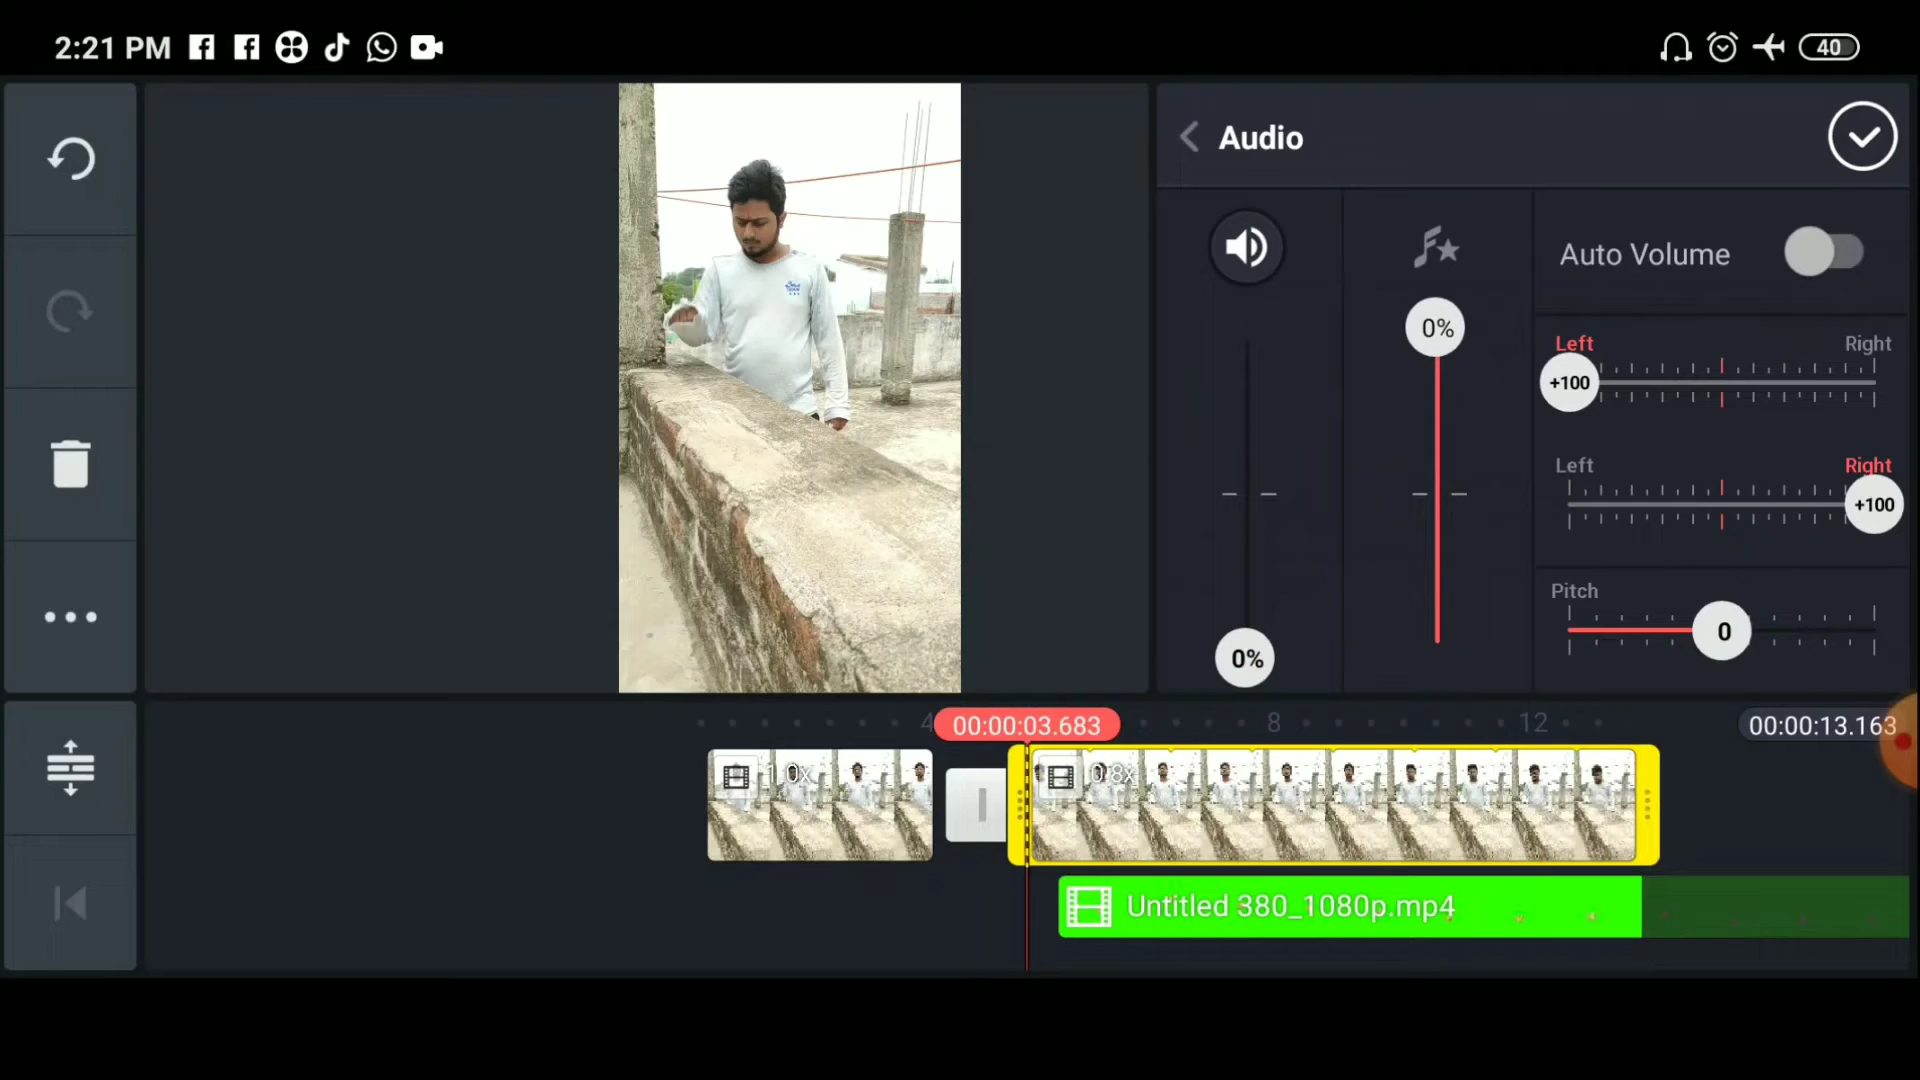 2:21 PM
40
Audio
Auto Volume
0%
Left Right
+100
Left Right
+100
Pitch
0
0%
4 00:00:03.683 8 12 00:00:13.163
1.0x 0.8x
Untitled 380_1080p.mp4